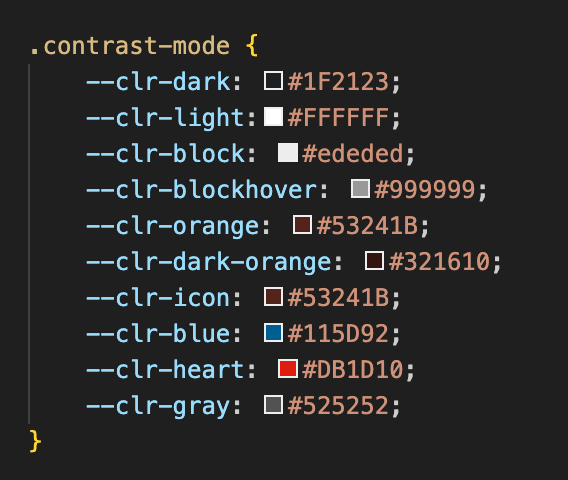 .contrast-mode {
--clr-dark: #1F2123;
--clr-light: #FFFFFF;
--clr-block: #ededed;
--clr-blockhover: #999999;
--clr-orange: #53241B;
--clr-dark-orange: #321610;
--clr-icon: #53241B;
--clr-blue: #115D92;
--clr-heart: #DB1D10;
--clr-gray: #525252;
}